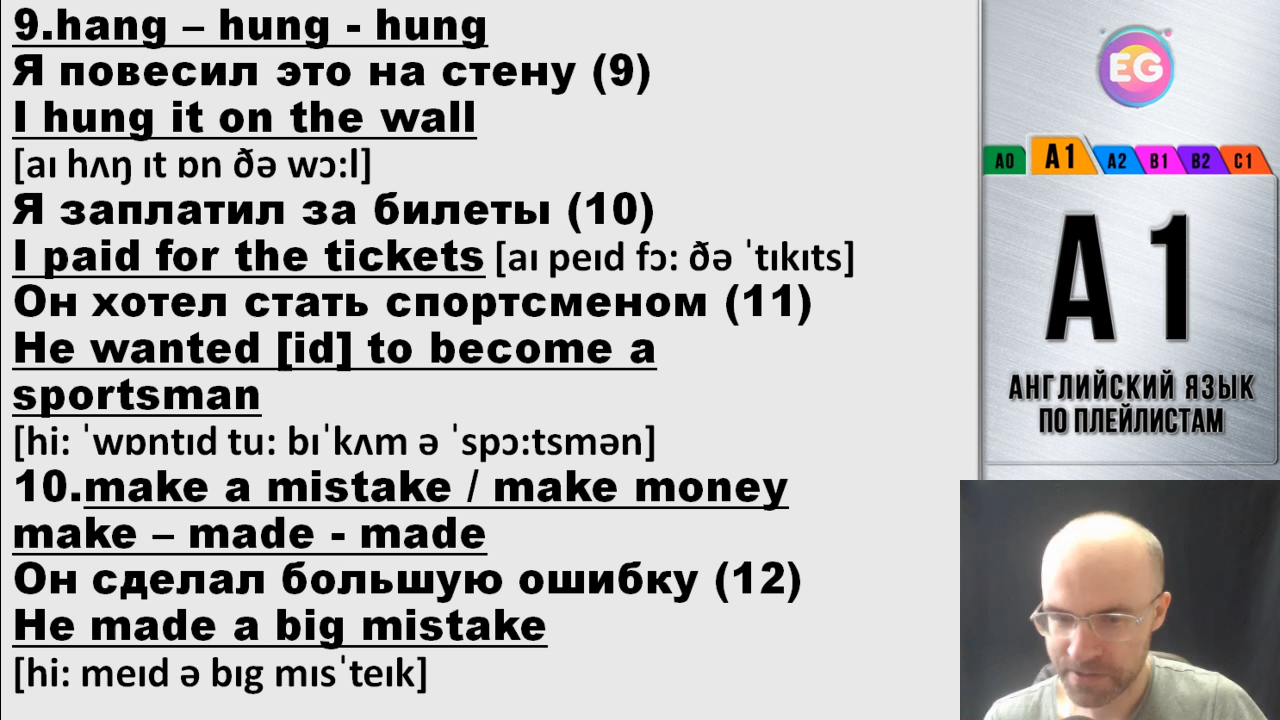 9.hang – hung - hung
Я повесил это на стену (9)
I hung it on the wall
[aɪ hʌŋ ɪt ɒn ðə wɔ:l]
Я заплатил за билеты (10)
I paid for the tickets [aɪ peɪd fɔ: ðə ˈtɪkɪts]
Он хотел стать спортсменом (11)
He wanted [id] to become a
sportsman
[hi: ˈwɒntɪd tu: bɪˈkʌm ə ˈspɔ:tsmən]
10.make a mistake / make money
make – made - made
Он сделал большую ошибку (12)
He made a big mistake
[hi: meɪd ə bɪg mɪsˈteɪk]
EG
A0 A1 A2 B1 B2 C1
A1
АНГЛИЙСКИЙ ЯЗЫК
ПО ПЛЕЙЛИСТАМ